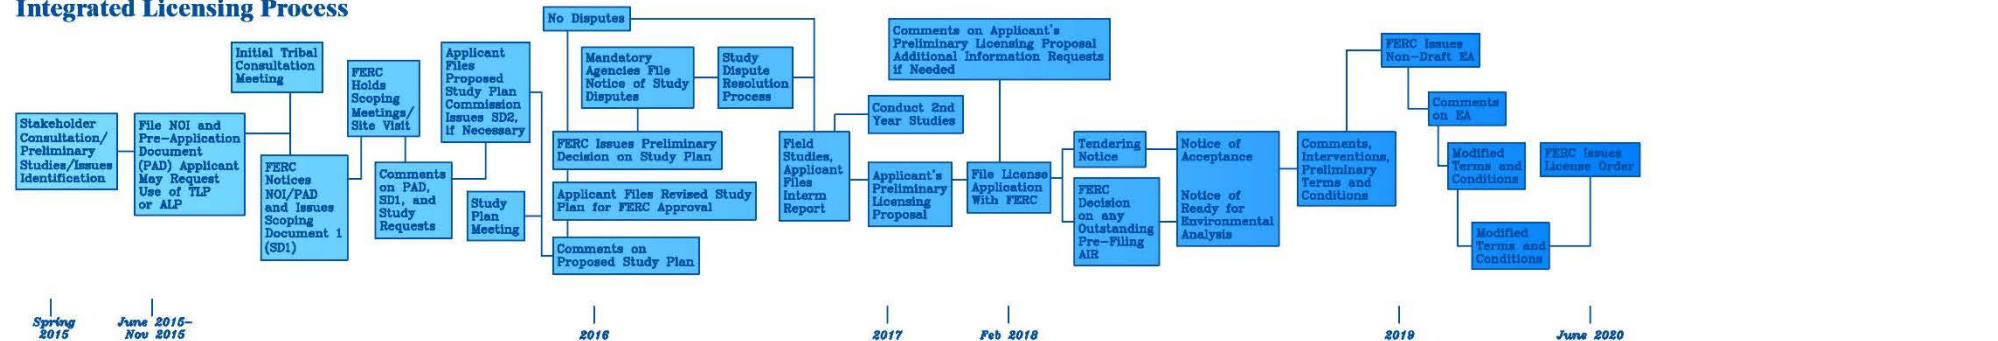 Integrated Licensing Process
Stakeholder
Consultation/
Preliminary
Studies/Issues
Identification
File NOI and
Pre-Application
Document
(PAD) Applicant
May Request
Use of TLP
or ALP
Initial Tribal
Consultation
Meeting
FERC
Notices
NOI/PAD
and Issues
Scoping
Document 1
(SD1)
FERC
Holds
Scoping
Meetings/
Site Visit
Comments
on PAD,
SD1, and
Study
Requests
Applicant
Files
Proposed
Study Plan
Commission
Issues SD2,
if Necessary
Study
Plan
Meeting
No Disputes
Mandatory
Agencies File
Notice of Study
Disputes
Study
Dispute
Resolution
Process
FERC Issues Preliminary
Decision on Study Plan
Applicant Files Revised Study
Plan for FERC Approval
Comments on
Proposed Study Plan
Field
Studies,
Applicant
Files
Interm
Report
Conduct 2nd
Year Studies
Applicant's
Preliminary
Licensing
Proposal
Comments on Applicant's
Preliminary Licensing Proposal
Additional Information Requests
if Needed
File License
Application
With FERC
Tendering
Notice
FERC
Decision
on any
Outstanding
Pre-Filing
AIR
Notice of
Acceptance
Notice of
Ready for
Environmental
Analysis
Comments,
Interventions,
Preliminary
Terms and
Conditions
FERC Issues
Non-Draft EA
Comments
on EA
Modified
Terms and
Conditions
Modified
Terms and
Conditions
FERC Issues
License Order
Spring
2015
June 2015-
Nov 2015
2016
2017
Feb 2018
2019
June 2020